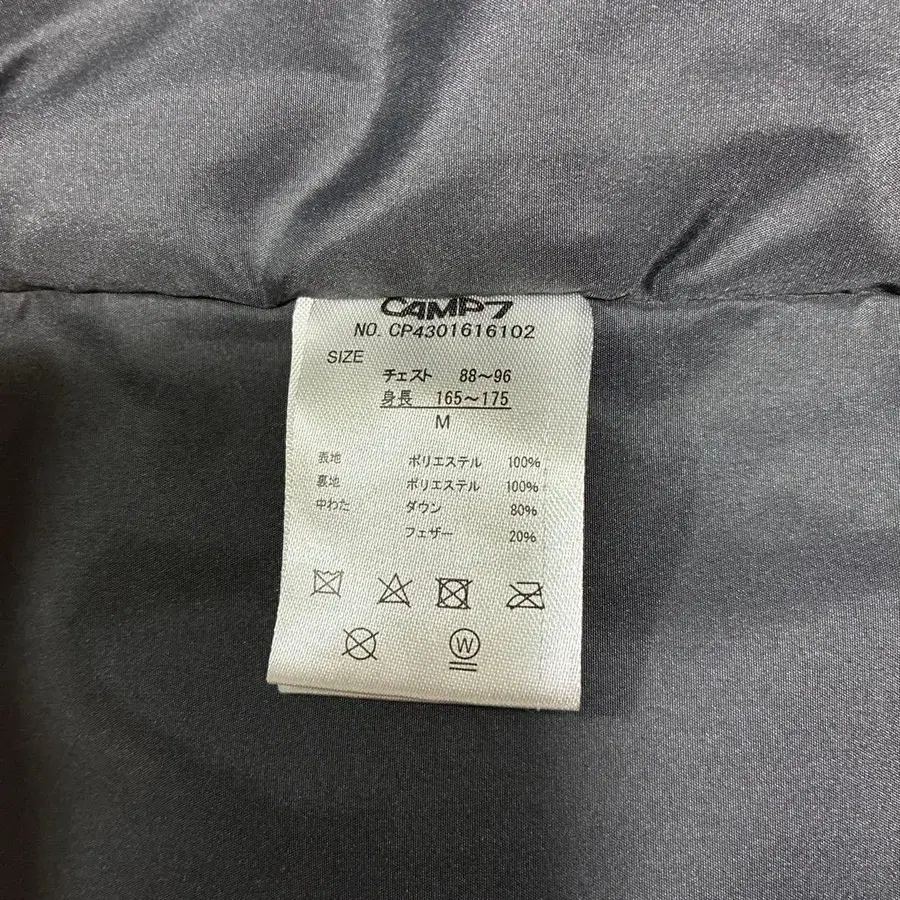 CAMP7
NO. CP4301616102
SIZE
チェスト 88～96
身長 165～175
M
表地 ポリエステル 100%
裏地 ポリエステル 100%
中わた ダウン 80%
フェザー 20%
W